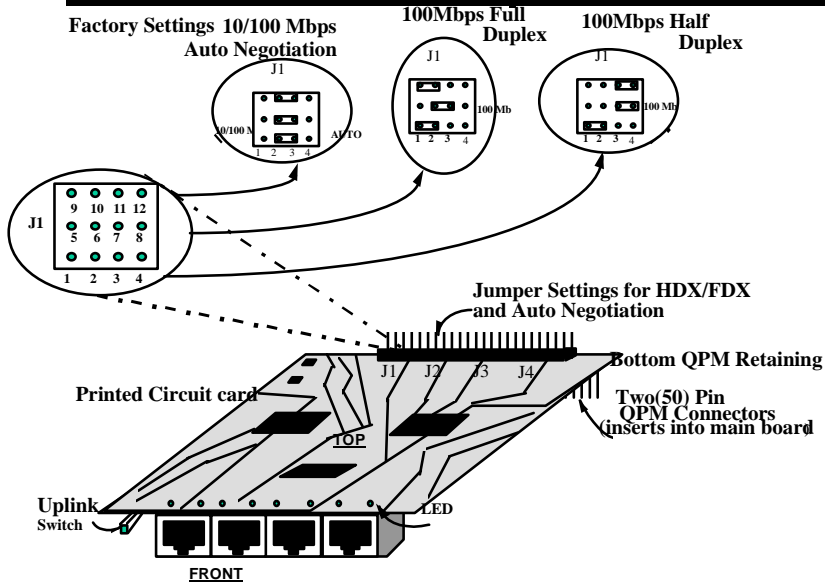 Factory Settings 10/100 Mbps
Auto Negotiation
100Mbps Full
Duplex
100Mbps Half
Duplex
J1
AUTO
1 2 3 4
J1
100 Mb
1 2 3 4
J1
100 Mb
1 2 3 4
J1
9 10 11 12
5 6 7 8
1 2 3 4
Jumper Settings for HDX/FDX
and Auto Negotiation
J1 J2 J3 J4
Bottom QPM Retaining
Printed Circuit card
Two(50) Pin
QPM Connectors
(inserts into main board)
TOP
Uplink
Switch
LED
FRONT